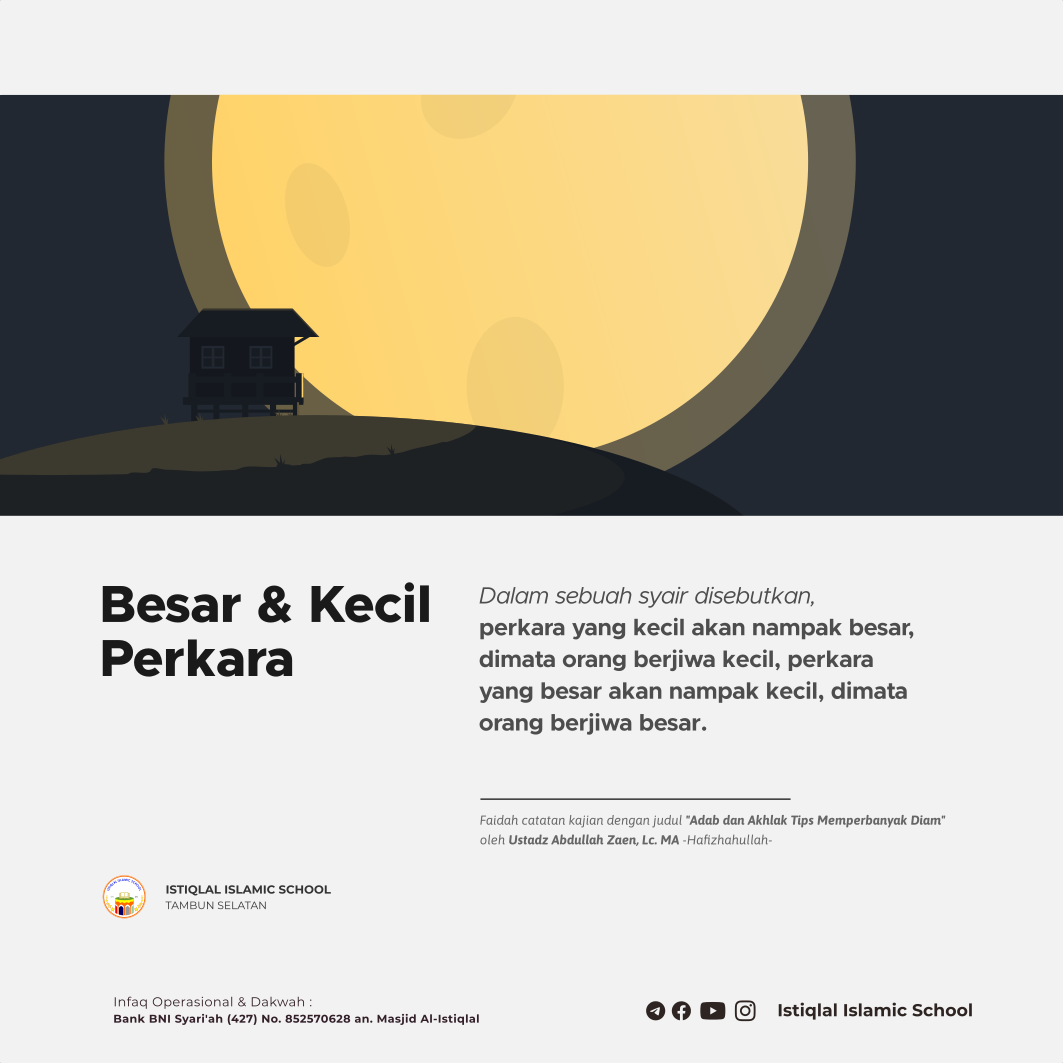 Besar & Kecil
Perkara
Dalam sebuah syair disebutkan,
perkara yang kecil akan nampak besar,
dimata orang berjiwa kecil, perkara
yang besar akan nampak kecil, dimata
orang berjiwa besar.
Faidah catatan kajian dengan judul "Adab dan Akhlak Tips Memperbanyak Diam"
oleh Ustadz Abdullah Zaen, Lc. MA -Hafizhahullah-
ISTIQLAL ISLAMIC SCHOOL
TAMBUN SELATAN
Infaq Operasional & Dakwah :
Bank BNI Syari'ah (427) No. 852570628 an. Masjid Al-Istiqlal
Istiqlal Islamic School